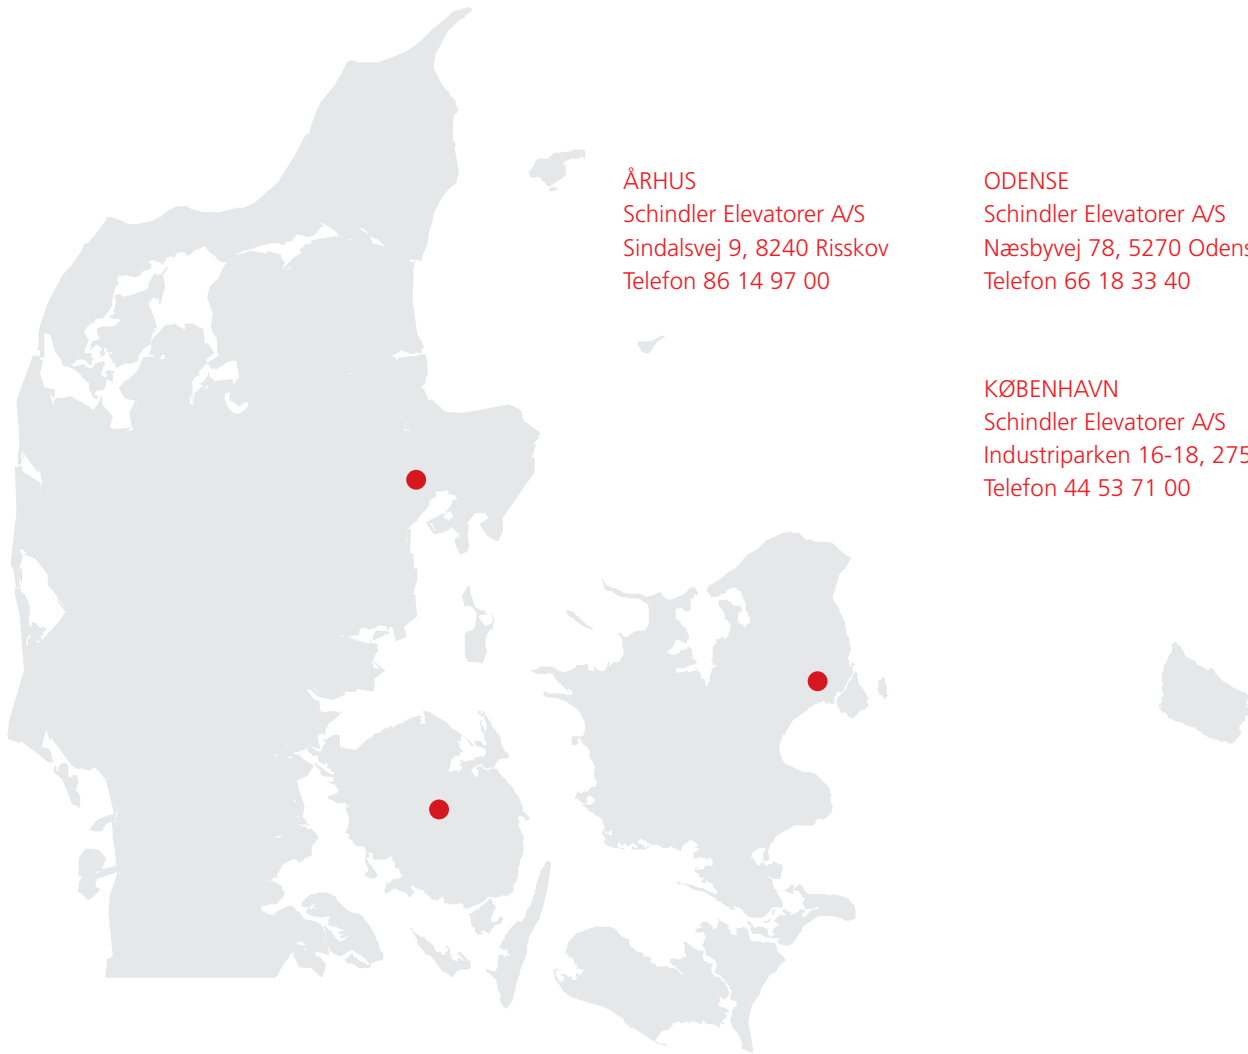 ÅRHUS
Schindler Elevatorer A/S
Sindalsvej 9, 8240 Risskov
Telefon 86 14 97 00
ODENSE
Schindler Elevatorer A/S
Næsbyvej 78, 5270
Telefon 66 18 33 40
KØBENHAVN
Schindler Elevatorer A/S
Industriparken 16-18,
Telefon 44 53 71 00